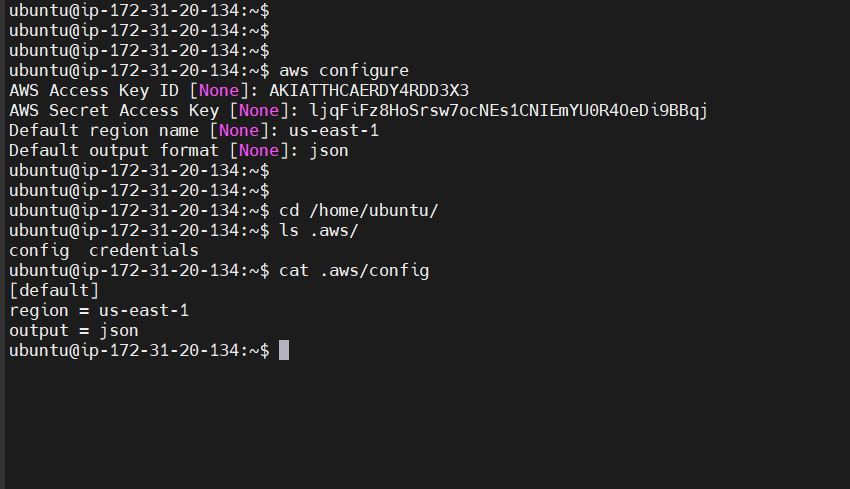 ubuntu@ip-172-31-20-134:~$
ubuntu@ip-172-31-20-134:~$
ubuntu@ip-172-31-20-134:~$
ubuntu@ip-172-31-20-134:~$ aws configure
AWS Access Key ID [None]: AKIATTHCAERDY4RDD3X3
AWS Secret Access Key [None]: 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
Default region name [None]: us-east-1
Default output format [None]: json
ubuntu@ip-172-31-20-134:~$
ubuntu@ip-172-31-20-134:~$
ubuntu@ip-172-31-20-134:~$ cd /home/ubuntu/
ubuntu@ip-172-31-20-134:~$ ls .aws/
config  credentials
ubuntu@ip-172-31-20-134:~$ cat .aws/config
[default]
region = us-east-1
output = json
ubuntu@ip-172-31-20-134:~$